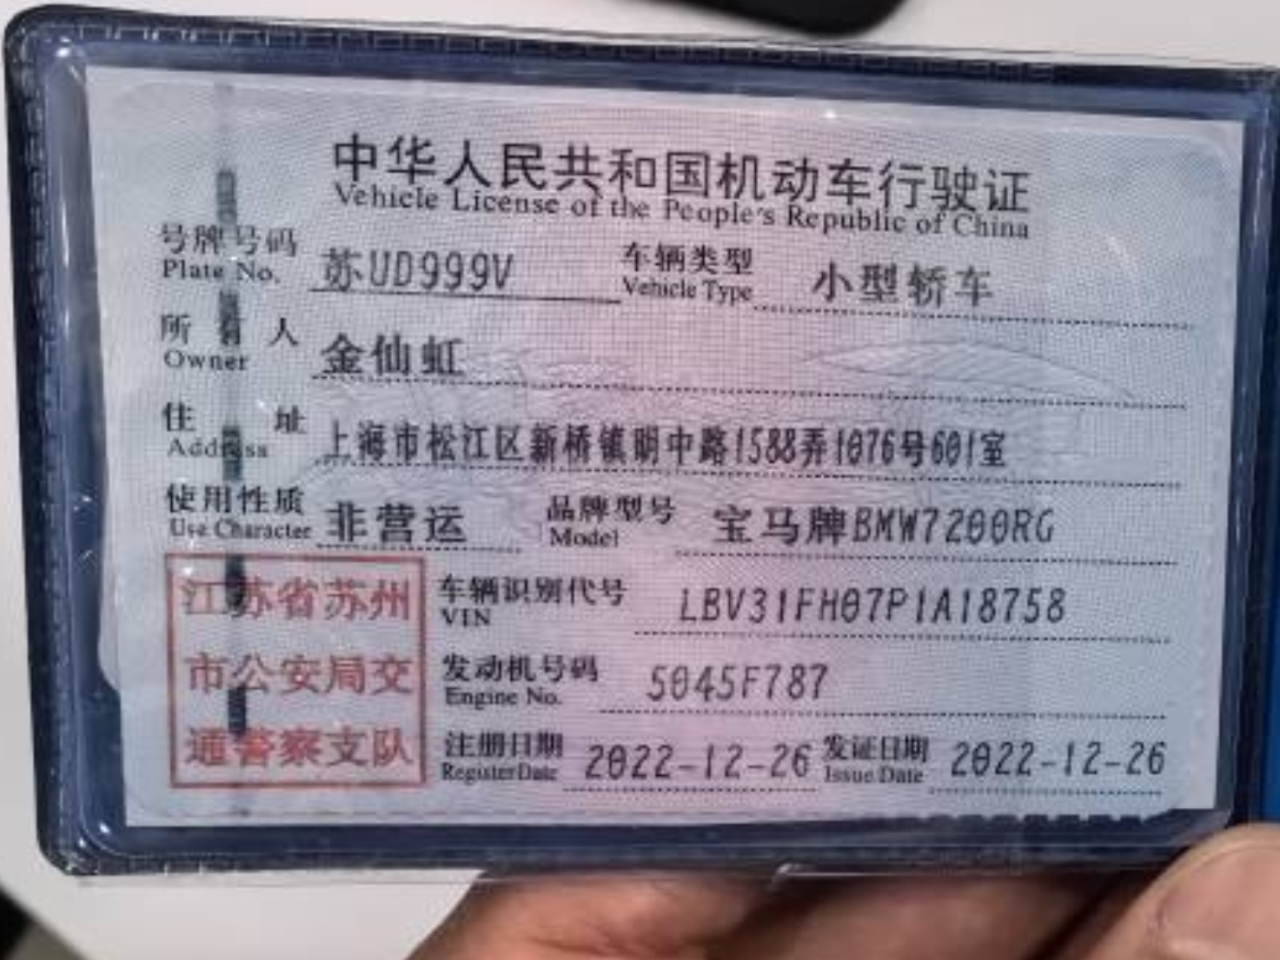 中华人民共和国机动车行驶证
Vehicle License of the People's Republic of China
号牌号码 苏UD999V 车辆类型 小型轿车
Plate No. Vehicle Type
所有人 金仙虹
Owner
住址 上海市松江区新桥镇明中路1588弄1076号601室
Address
使用性质 非营运 品牌型号 宝马牌BMW7200RG
Use Character Model
江苏省苏州
市公安局交
通警察支队
车辆识别代号 LBV31FH07P1A18758
VIN
发动机号码 5045F787
Engine No.
注册日期 2022-12-26 发证日期 2022-12-26
Register Date Issue Date